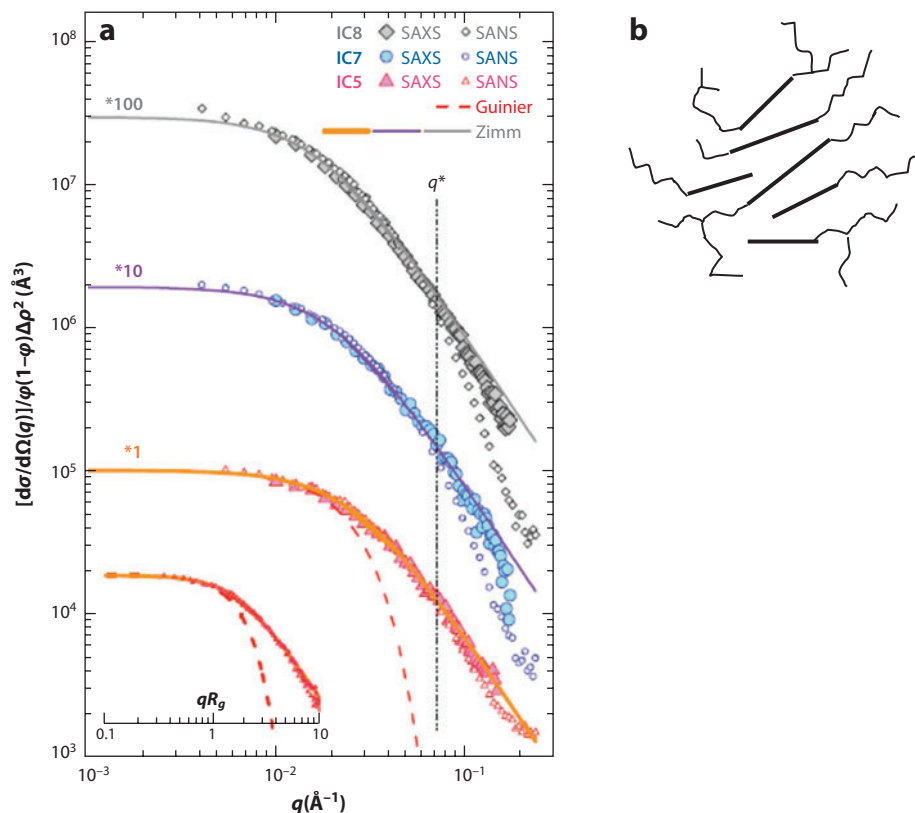 a
b
IC8 SAXS SANS
IC7 SAXS SANS
IC5 SAXS SANS
Guinier
Zimm
10⁸
*100
q*
10⁷
*10
10⁶
*1
10⁵
10⁴
qR_g
0.1 1 10
10³
10⁻³ 10⁻² 10⁻¹
q(Å⁻¹)
[dσ/dΩ(q)]/φ(1–φ)Δρ² (Å³)